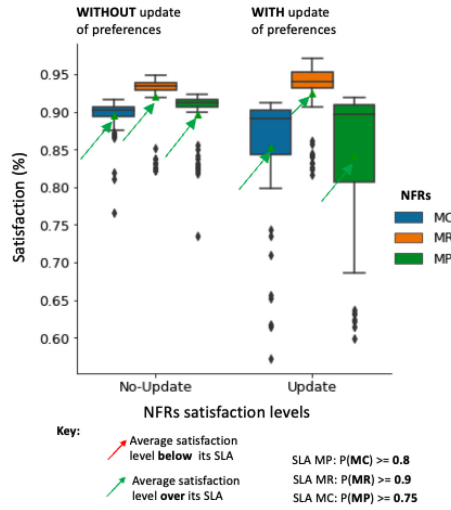 WITHOUT update
of preferences
WITH update
of preferences
0.95
0.90
0.85
0.80
0.75
0.70
0.65
0.60
Satisfaction (%)
NFRs
MC
MR
MP
No-Update
Update
NFRs satisfaction levels
Key:
Average satisfaction
level below its SLA
Average satisfaction
level over its SLA
SLA MP: P(MC) >= 0.8
SLA MR: P(MR) >= 0.9
SLA MC: P(MP) >= 0.75